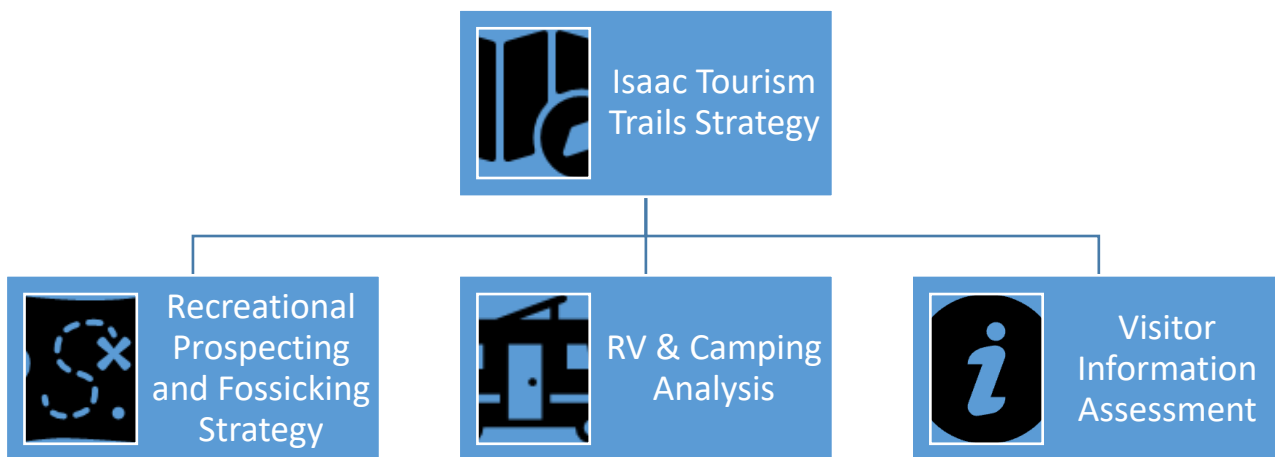 Isaac Tourism
Trails Strategy
Recreational
Prospecting
and Fossicking
Strategy
RV & Camping
Analysis
Visitor
Information
Assessment